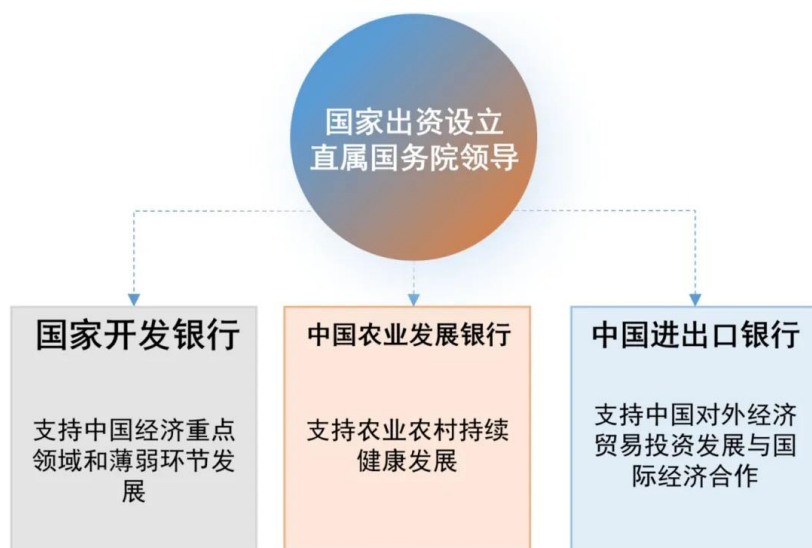 国家出资设立
直属国务院领导
国家开发银行
支持中国经济重点
领域和薄弱环节发
展
中国农业发展银行
支持农业农村持续
健康发展
中国进出口银行
支持中国对外经济
贸易投资发展与国
际经济合作